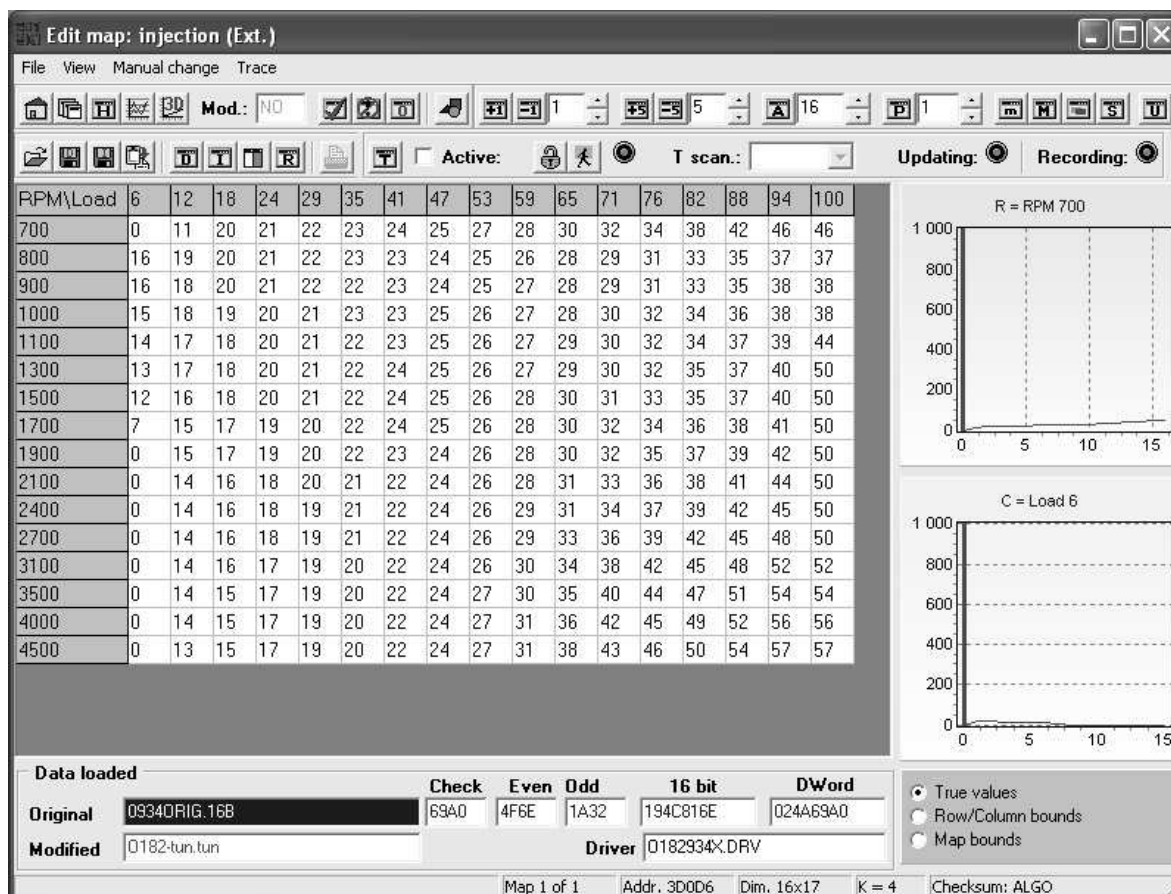 Edit map: injection (Ext.)
File View Manual change Trace
3D Mod.: NO 0 +1 -1 1 +5 -5 5 A 16 P 1 m M S U
D I R T Active: T scan.: Updating: Recording:
RPM\Load 6 12 18 24 29 35 41 47 53 59 65 71 76 82 88 94 100
700 0 11 20 21 22 23 24 25 27 28 30 32 34 38 42 46 46
800 16 19 20 21 22 23 23 24 25 26 28 29 31 33 35 37 37
900 16 18 20 21 22 22 23 24 25 27 28 29 31 33 35 38 38
1000 15 18 19 20 21 23 23 25 26 27 28 30 32 34 36 38 38
1100 14 17 18 20 21 22 23 25 26 27 29 30 32 34 37 39 44
1300 13 17 18 20 21 22 24 25 26 27 29 30 32 35 37 40 50
1500 12 16 18 20 21 22 24 25 26 28 30 31 33 35 37 40 50
1700 7 15 17 19 20 22 24 25 26 28 30 32 34 36 38 41 50
1900 0 15 17 19 20 22 23 24 26 28 30 32 35 37 39 42 50
2100 0 14 16 18 20 21 22 24 26 28 31 33 36 38 41 44 50
2400 0 14 16 18 19 21 22 24 26 29 31 34 37 39 42 45 50
2700 0 14 16 18 19 21 22 24 26 29 33 36 39 42 45 48 50
3100 0 14 16 17 19 20 22 24 26 30 34 38 42 45 48 52 52
3500 0 14 15 17 19 20 22 24 27 30 35 40 44 47 51 54 54
4000 0 14 15 17 19 20 22 24 27 31 36 42 45 49 52 56 56
4500 0 13 15 17 19 20 22 24 27 31 38 43 46 50 54 57 57
R = RPM 700
1 000
800
600
400
200
0
0 5 10 15
C = Load 6
1 000
800
600
400
200
0
0 5 10 15
Data loaded
Check Even Odd 16 bit DWord
Original 0934ORIG.16B 69A0 4F6E 1A32 194C816E 024A69A0
Modified O182-tun.tun Driver O182934X.DRV
True values
Row/Column bounds
Map bounds
Map 1 of 1 Addr. 3D0D6 Dim. 16x17 K = 4 Checksum: ALGO